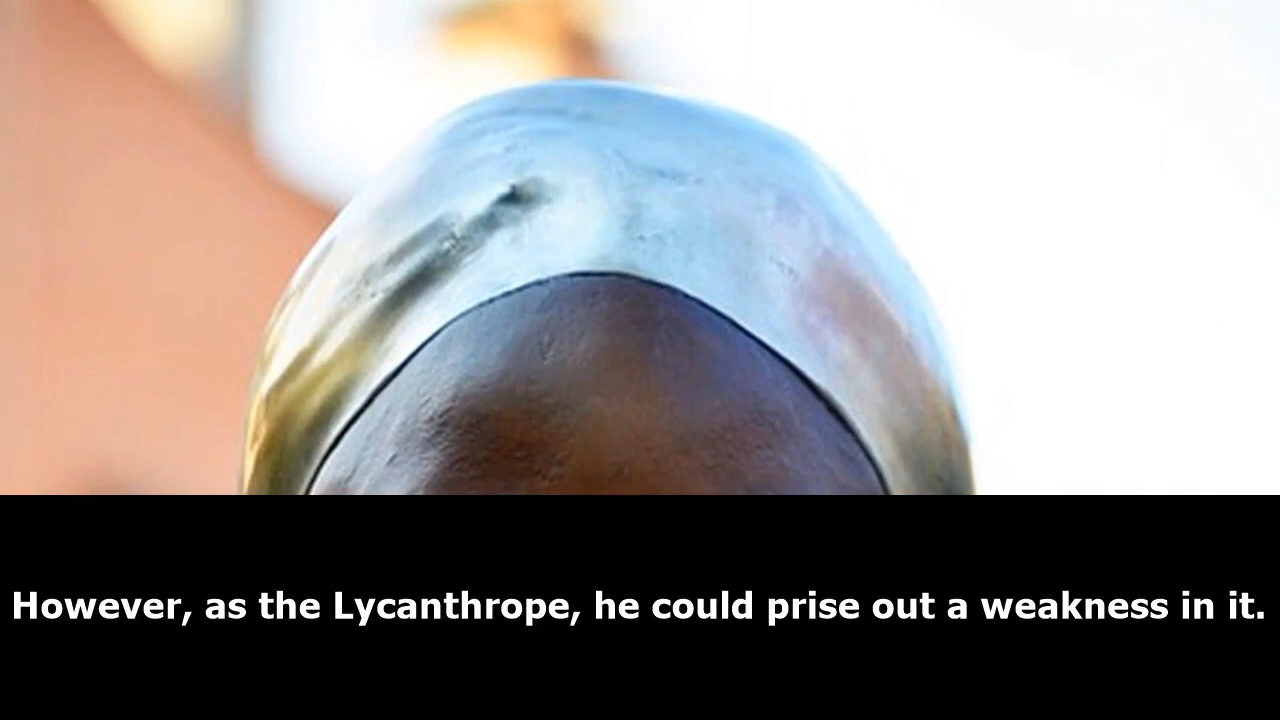 However, as the Lycanthrope, he could prise out a weakness in it.